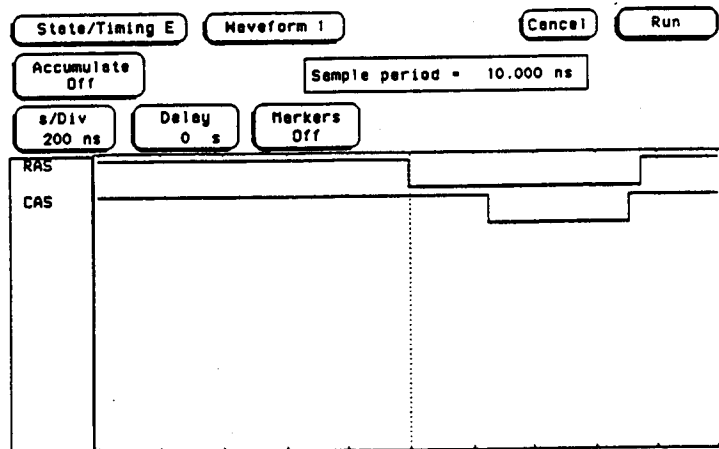 State/Timing E Waveform 1 Cancel Run
Accumulate
Off
Sample period = 10.000 ns
s/Div
200 ns
Delay
0 s
Markers
Off
RAS
CAS